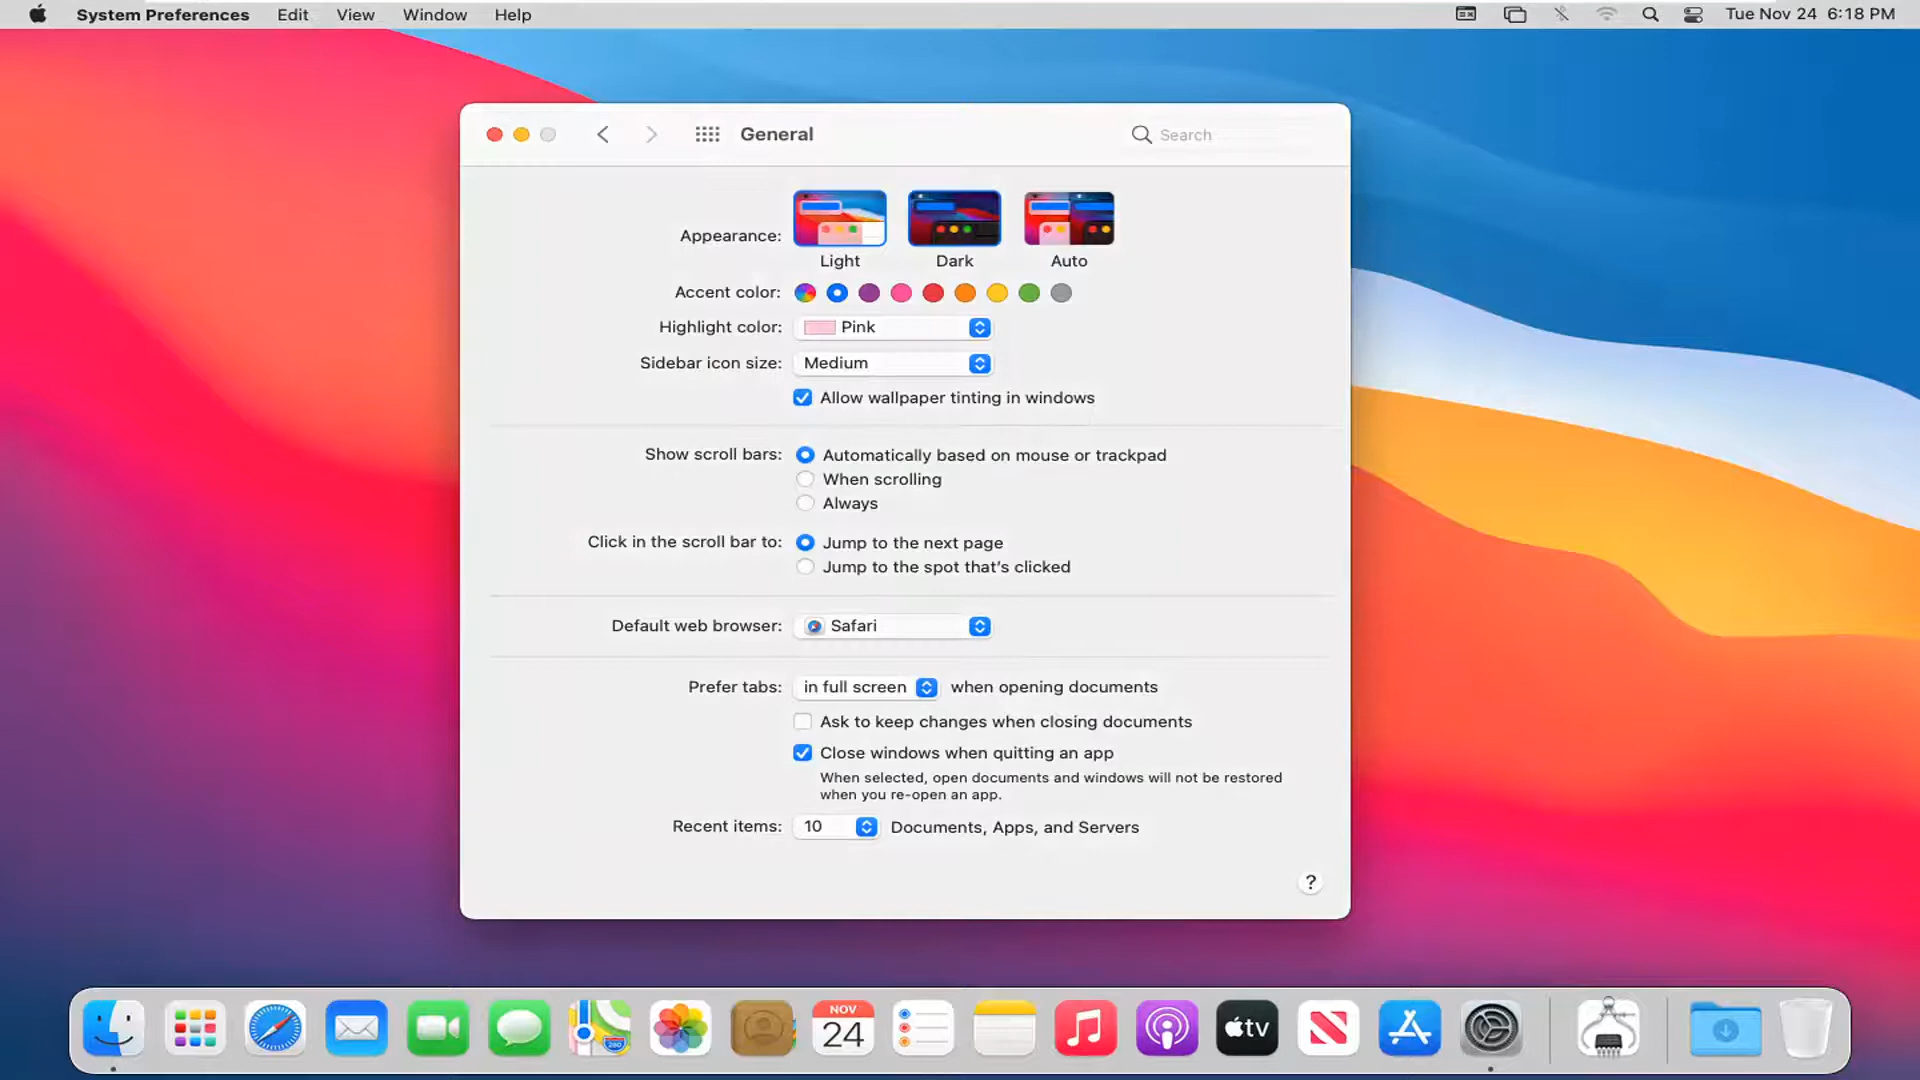 System Preferences Edit View Window Help Tue Nov 24 6:18 PM
General Search
Appearance:
Light Dark Auto
Accent color:
Highlight color: Pink
Sidebar icon size: Medium
Allow wallpaper tinting in windows
Show scroll bars: Automatically based on mouse or trackpad
When scrolling
Always
Click in the scroll bar to: Jump to the next page
Jump to the spot that's clicked
Default web browser: Safari
Prefer tabs: in full screen when opening documents
Ask to keep changes when closing documents
Close windows when quitting an app
When selected, open documents and windows will not be restored
when you re-open an app.
Recent items: 10 Documents, Apps, and Servers
?
NOV
24
tv
280